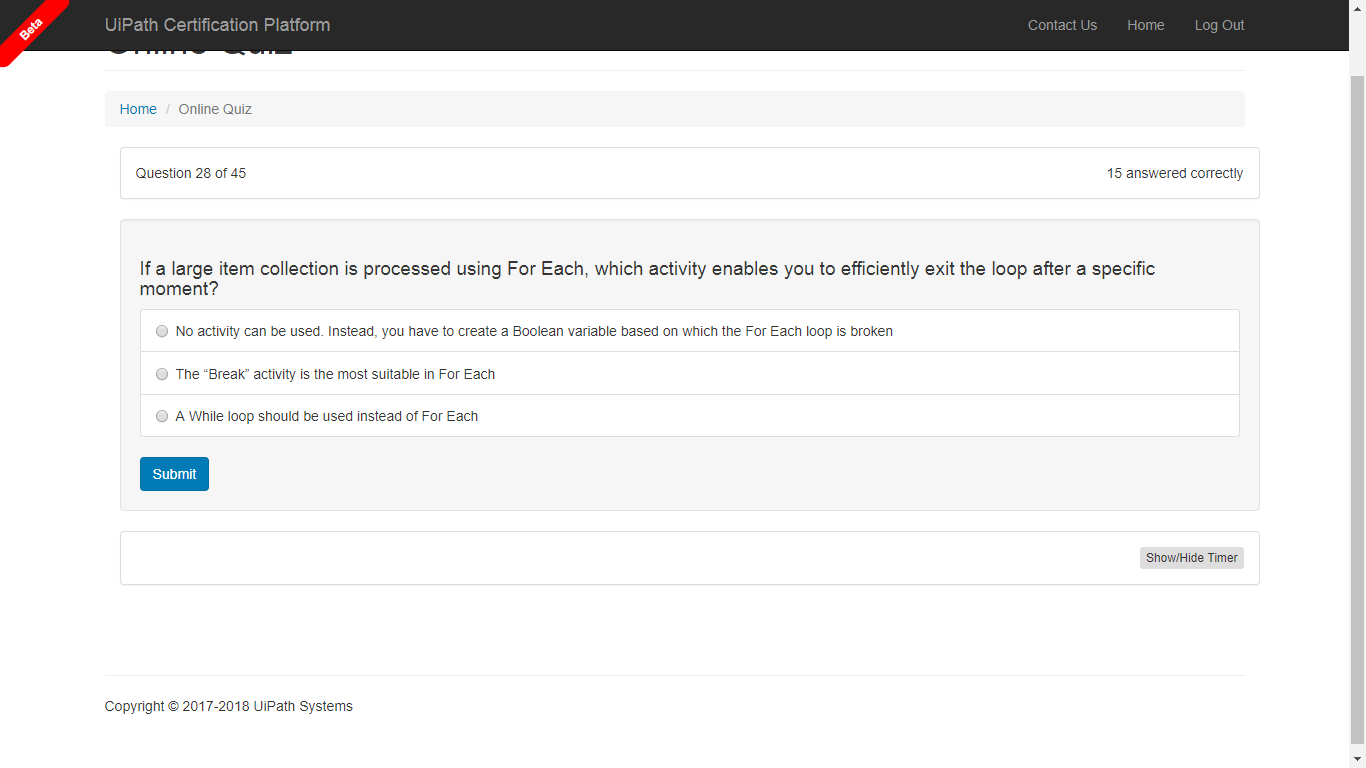 Beta
UiPath Certification Platform
Contact Us
Home
Log Out
Online Quiz
Home / Online Quiz
Question 28 of 45
15 answered correctly
If a large item collection is processed using For Each, which activity enables you to efficiently exit the loop after a specific
moment?
No activity can be used. Instead, you have to create a Boolean variable based on which the For Each loop is broken
The “Break” activity is the most suitable in For Each
A While loop should be used instead of For Each
Submit
Show/Hide Timer
Copyright © 2017-2018 UiPath Systems